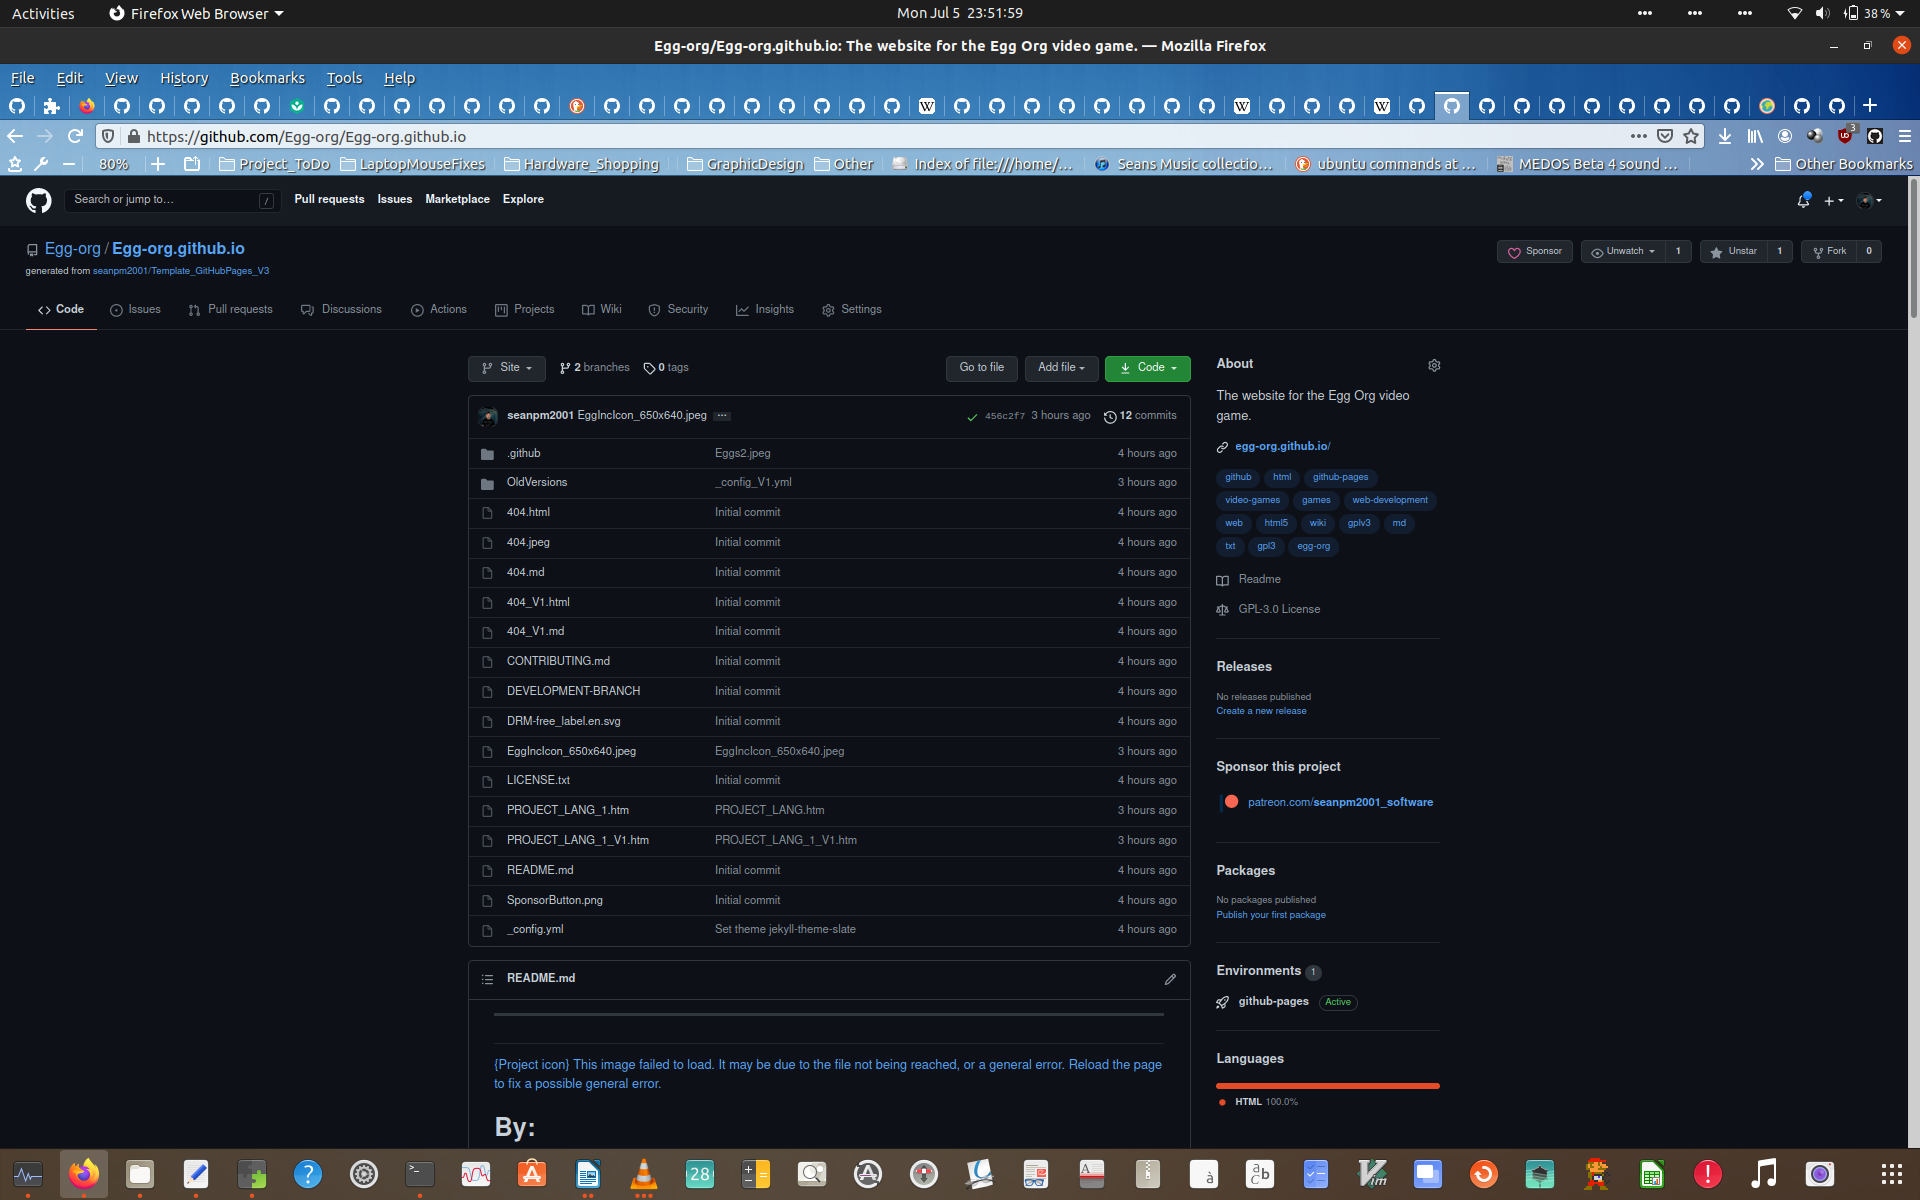 Activities Firefox Web Browser Mon Jul 5 23:51:59 38 %
Egg-org/Egg-org.github.io: The website for the Egg Org video game. — Mozilla Firefox
File Edit View History Bookmarks Tools Help
https://github.com/Egg-org/Egg-org.github.io 3
80% Project_ToDo LaptopMouseFixes Hardware_Shopping GraphicDesign Other Index of file:///home/... Seans Music collectio... ubuntu commands at ... MEDOS Beta 4 sound ... Other Bookmarks
Search or jump to... / Pull requests Issues Marketplace Explore
Egg-org / Egg-org.github.io Sponsor Unwatch 1 Unstar 1 Fork 0
generated from seanpm2001/Template_GitHubPages_V3
Code Issues Pull requests Discussions Actions Projects Wiki Security Insights Settings
Site 2 branches 0 tags Go to file Add file Code
seanpm2001 EggIncIcon_650x640.jpeg ... 456c2f7 3 hours ago 12 commits
.github Eggs2.jpeg 4 hours ago
OldVersions _config_V1.yml 3 hours ago
404.html Initial commit 4 hours ago
404.jpeg Initial commit 4 hours ago
404.md Initial commit 4 hours ago
404_V1.html Initial commit 4 hours ago
404_V1.md Initial commit 4 hours ago
CONTRIBUTING.md Initial commit 4 hours ago
DEVELOPMENT-BRANCH Initial commit 4 hours ago
DRM-free_label.en.svg Initial commit 4 hours ago
EggIncIcon_650x640.jpeg EggIncIcon_650x640.jpeg 3 hours ago
LICENSE.txt Initial commit 4 hours ago
PROJECT_LANG_1.htm PROJECT_LANG.htm 3 hours ago
PROJECT_LANG_1_V1.htm PROJECT_LANG_1_V1.htm 3 hours ago
README.md Initial commit 4 hours ago
SponsorButton.png Initial commit 4 hours ago
_config.yml Set theme jekyll-theme-slate 4 hours ago
README.md
{Project icon} This image failed to load. It may be due to the file not being reached, or a general error. Reload the page
to fix a possible general error.
By:
About
The website for the Egg Org video
game.
egg-org.github.io/
github html github-pages
video-games games web-development
web html5 wiki gplv3 md
txt gpl3 egg-org
Readme
GPL-3.0 License
Releases
No releases published
Create a new release
Sponsor this project
patreon.com/seanpm2001_software
Packages
No packages published
Publish your first package
Environments 1
github-pages Active
Languages
HTML 100.0%
28